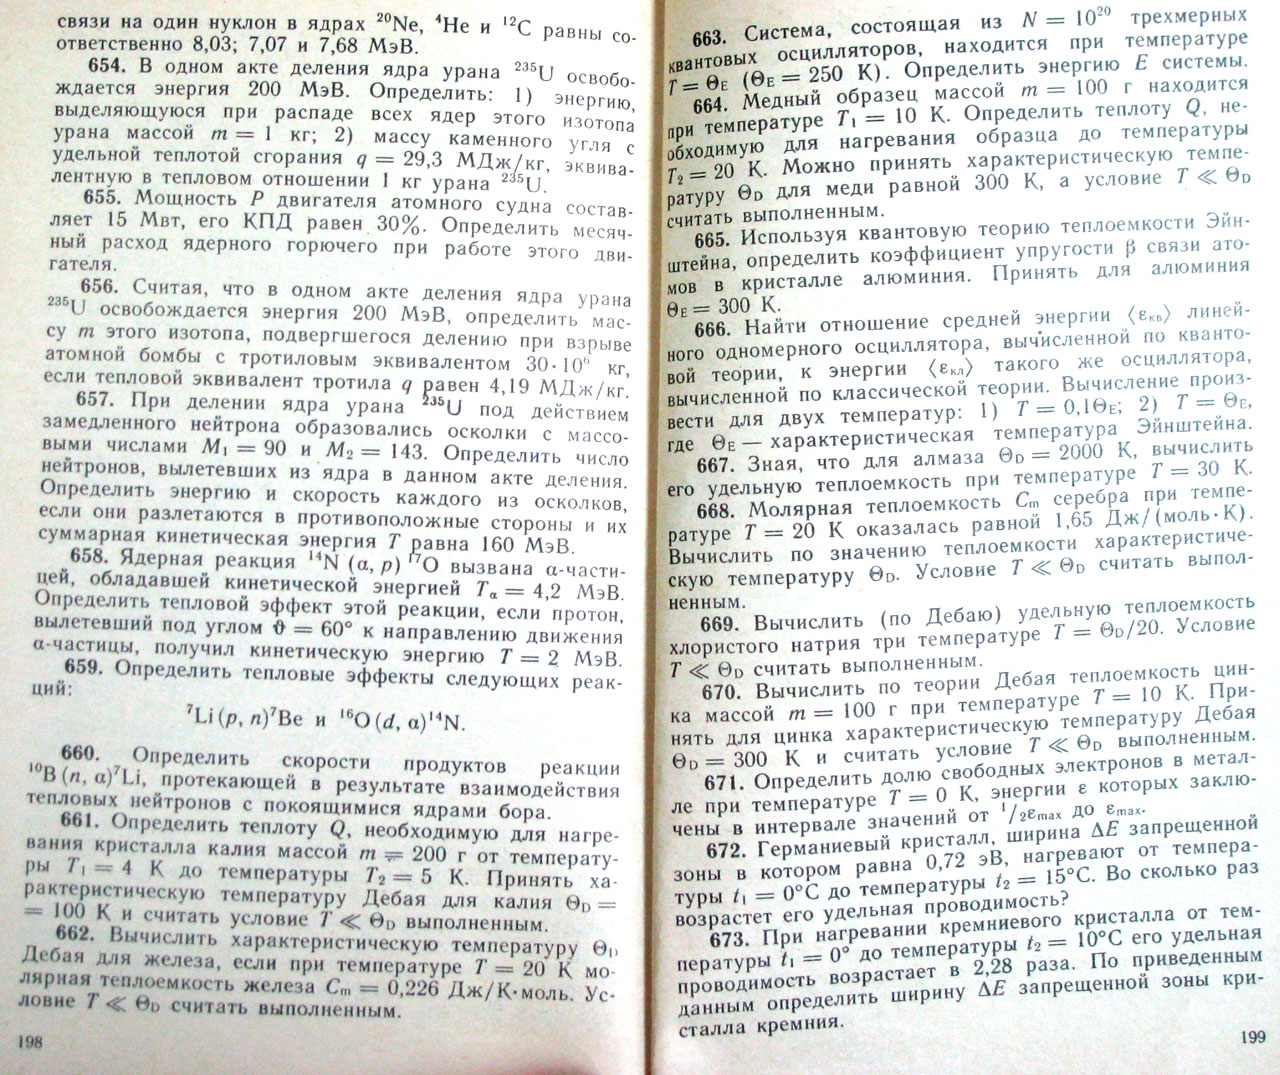 связи на один нуклон в ядрах ²⁰Ne, ⁴He и ¹²C равны со-
ответственно 8,03; 7,07 и 7,68 МэВ.
654. В одном акте деления ядра урана ²³⁵U освобо-
ждается энергия 200 МэВ. Определить: 1) энергию,
выделяющуюся при распаде всех ядер этого изотопа
урана массой m = 1 кг; 2) массу каменного угля с
удельной теплотой сгорания q = 29,3 МДж/кг, эквива-
лентную в тепловом отношении 1 кг урана ²³⁵U.
655. Мощность P двигателя атомного судна состав-
ляет 15 Мвт, его КПД равен 30%. Определить месяч-
ный расход ядерного горючего при работе этого дви-
гателя.
656. Считая, что в одном акте деления ядра урана
²³⁵U освобождается энергия 200 МэВ, определить мас-
су m этого изотопа, подвергшегося делению при взрыве
атомной бомбы с тротиловым эквивалентом 30·10⁶ кг,
если тепловой эквивалент тротила q равен 4,19 МДж/кг.
657. При делении ядра урана ²³⁵U под действием
замедленного нейтрона образовались осколки с массо-
выми числами M₁ = 90 и M₂ = 143. Определить число
нейтронов, вылетевших из ядра в данном акте деления.
Определить энергию и скорость каждого из осколков,
если они разлетаются в противоположные стороны и их
суммарная кинетическая энергия T равна 160 МэВ.
658. Ядерная реакция ¹⁴N (α, p) ¹⁷O вызвана α-части-
цей, обладавшей кинетической энергией Tα = 4,2 МэВ.
Определить тепловой эффект этой реакции, если протон,
вылетевший под углом ϑ = 60° к направлению движения
α-частицы, получил кинетическую энергию T = 2 МэВ.
659. Определить тепловые эффекты следующих реак-
ций:
⁷Li (p, n)⁷Be и ¹⁶O (d, α)¹⁴N.
660. Определить скорости продуктов реакции
¹⁰B (n, α)⁷Li, протекающей в результате взаимодействия
тепловых нейтронов с покоящимися ядрами бора.
661. Определить теплоту Q, необходимую для нагре-
вания кристалла калия массой m = 200 г от температу-
ры T₁ = 4 К до температуры T₂ = 5 К. Принять ха-
рактеристическую температуру Дебая для калия Θ_D =
= 100 К и считать условие T ≪ Θ_D выполненным.
662. Вычислить характеристическую температуру Θ_D
Дебая для железа, если при температуре T = 20 К мо-
лярная теплоемкость железа C_m = 0,226 Дж/К·моль. Ус-
ловие T ≪ Θ_D считать выполненным.
198
663. Система, состоящая из N = 10²⁰ трехмерных
квантовых осцилляторов, находится при температуре
T = Θ_E (Θ_E = 250 К). Определить энергию E системы.
664. Медный образец массой m = 100 г находится
при температуре T₁ = 10 К. Определить теплоту Q, не-
обходимую для нагревания образца до температуры
T₂ = 20 К. Можно принять характеристическую темпе-
ратуру Θ_D для меди равной 300 К, а условие T ≪ Θ_D
считать выполненным.
665. Используя квантовую теорию теплоемкости Эйн-
штейна, определить коэффициент упругости β связи ато-
мов в кристалле алюминия. Принять для алюминия
Θ_E = 300 К.
666. Найти отношение средней энергии ⟨ε_кв⟩ линей-
ного одномерного осциллятора, вычисленной по кванто-
вой теории, к энергии ⟨ε_кл⟩ такого же осциллятора,
вычисленной по классической теории. Вычисление произ-
вести для двух температур: 1) T = 0,1Θ_E; 2) T = Θ_E,
где Θ_E — характеристическая температура Эйнштейна.
667. Зная, что для алмаза Θ_D = 2000 К, вычислить
его удельную теплоемкость при температуре T = 30 К.
668. Молярная теплоемкость C_m серебра при темпе-
ратуре T = 20 К оказалась равной 1,65 Дж/(моль·К).
Вычислить по значению теплоемкости характеристиче-
скую температуру Θ_D. Условие T ≪ Θ_D считать выпол-
ненным.
669. Вычислить (по Дебаю) удельную теплоемкость
хлористого натрия три температуре T = Θ_D/20. Условие
T ≪ Θ_D считать выполненным.
670. Вычислить по теории Дебая теплоемкость цин-
ка массой m = 100 г при температуре T = 10 К. При-
нять для цинка характеристическую температуру Дебая
Θ_D = 300 К и считать условие T ≪ Θ_D выполненным.
671. Определить долю свободных электронов в метал-
ле при температуре T = 0 К, энергии ε которых заклю-
чены в интервале значений от ¹/₂ε_max до ε_max.
672. Германиевый кристалл, ширина ΔE запрещенной
зоны в котором равна 0,72 эВ, нагревают от темпера-
туры t₁ = 0°C до температуры t₂ = 15°C. Во сколько раз
возрастет его удельная проводимость?
673. При нагревании кремниевого кристалла от тем-
пературы t₁ = 0° до температуры t₂ = 10°C его удельная
проводимость возрастает в 2,28 раза. По приведенным
данным определить ширину ΔE запрещенной зоны кри-
сталла кремния.
199